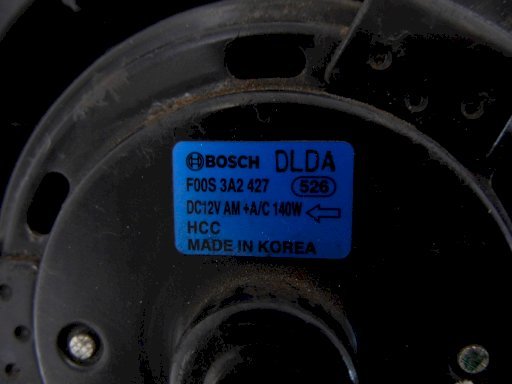 BOSCH DLDA
F00S 3A2 427 526
DC12V AM +A/C 140W
HCC
MADE IN KOREA